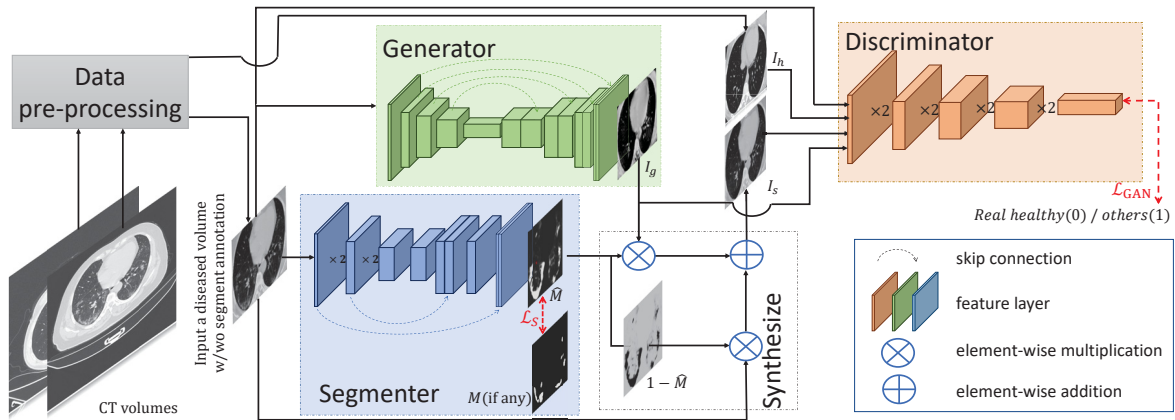 Data
pre-processing
CT volumes
Input a diseased volume
w/wo segment annotation
Generator
I_g
Segmenter
×2
×2
M̂
ℒ_S
M(if any)
1 − M̂
Synthesize
I_h
I_s
Discriminator
×2
×2
×2
×2
ℒ_GAN
Real healthy(0) / others(1)
skip connection
feature layer
element-wise multiplication
element-wise addition